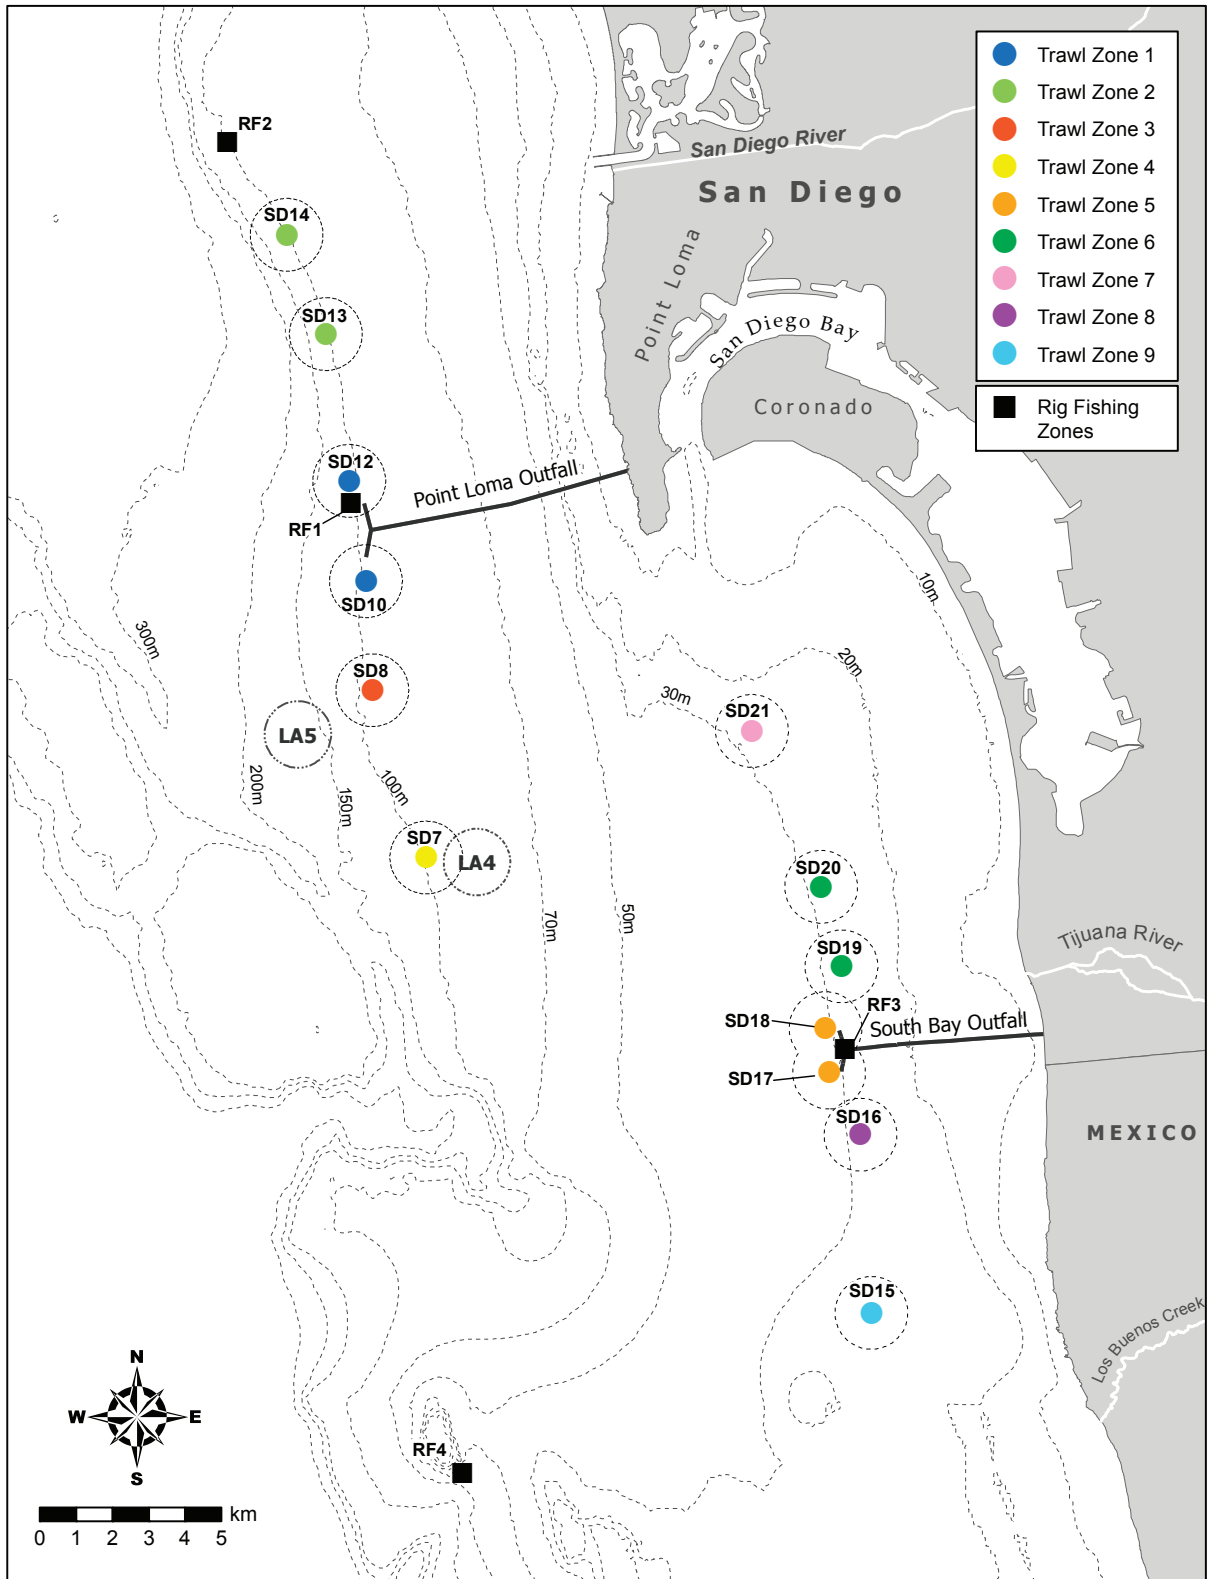 Trawl Zone 1
Trawl Zone 2
Trawl Zone 3
Trawl Zone 4
Trawl Zone 5
Trawl Zone 6
Trawl Zone 7
Trawl Zone 8
Trawl Zone 9
Rig Fishing
Zones
RF2
San Diego River
San Diego
SD14
Point Loma
SD13
San Diego Bay
Coronado
SD12
Point Loma Outfall
RF1
SD10
10m
300m
20m
SD8
30m
SD21
LA5
200m
150m
100m
SD7
LA4
SD20
70m
50m
SD19
Tijuana River
RF3
SD18
South Bay Outfall
SD17
SD16
MEXICO
SD15
Los Buenos Creek
N
W E
S
RF4
km
0 1 2 3 4 5